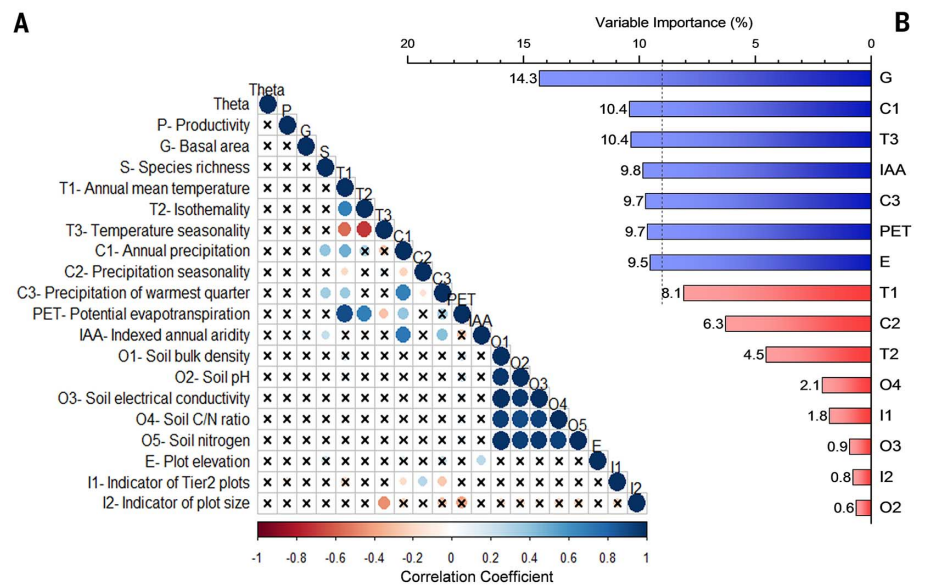 A
B
Variable Importance (%)
20 15 10 5 0
14.3 G
10.4 C1
10.4 T3
9.8 IAA
9.7 C3
9.7 PET
9.5 E
8.1 T1
6.3 C2
4.5 T2
2.1 O4
1.8 I1
0.9 O3
0.8 I2
0.6 O2
Theta
Theta
P- Productivity P
G- Basal area G
S- Species richness S
T1- Annual mean temperature T1
T2- Isothemality T2
T3- Temperature seasonality T3
C1- Annual precipitation C1
C2- Precipitation seasonality C2
C3- Precipitation of warmest quarter C3
PET- Potential evapotranspiration PET
IAA- Indexed annual aridity IAA
O1- Soil bulk density O1
O2- Soil pH O2
O3- Soil electrical conductivity O3
O4- Soil C/N ratio O4
O5- Soil nitrogen O5
E- Plot elevation E
I1- Indicator of Tier2 plots I1
I2- Indicator of plot size I2
-1 -0.8 -0.6 -0.4 -0.2 0 0.2 0.4 0.6 0.8 1
Correlation Coefficient